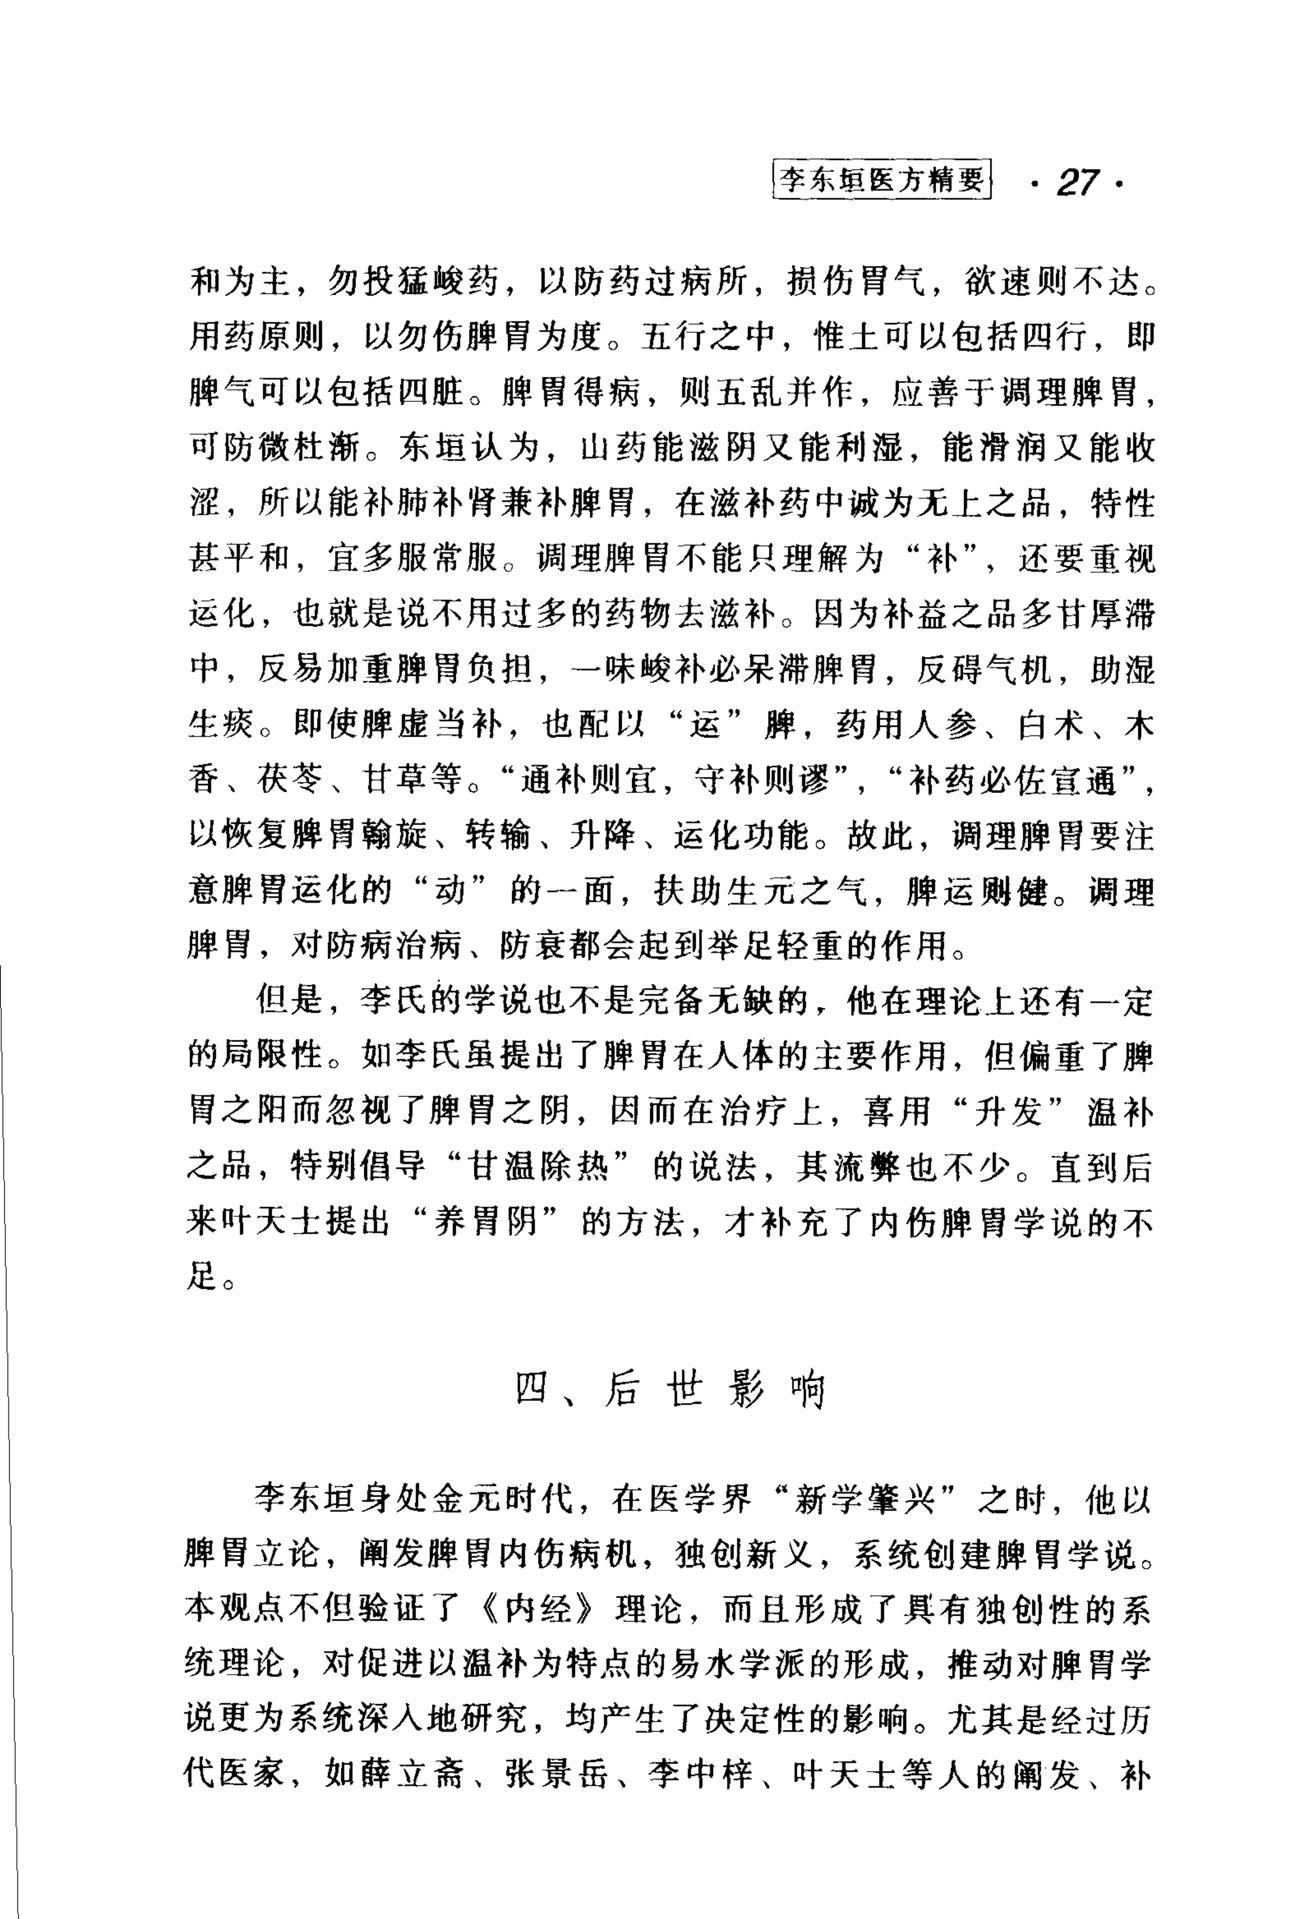 李东垣医方精要 ·27·
和为主，勿投猛峻药，以防药过病所，损伤胃气，欲速则不达。
用药原则，以勿伤脾胃为度。五行之中，惟土可以包括四行，即
脾气可以包括四脏。脾胃得病，则五乱并作，应善于调理脾胃，
可防微杜渐。东垣认为，山药能滋阴又能利湿，能滑润又能收
涩，所以能补肺补肾兼补脾胃，在滋补药中诚为无上之品，特性
甚平和，宜多服常服。调理脾胃不能只理解为“补”，还要重视
运化，也就是说不用过多的药物去滋补。因为补益之品多甘厚滞
中，反易加重脾胃负担，一味峻补必呆滞脾胃，反碍气机，助湿
生痰。即使脾虚当补，也配以“运”脾，药用人参、白术、木
香、茯苓、甘草等。“通补则宜，守补则谬”，“补药必佐宣通”，
以恢复脾胃斡旋、转输、升降、运化功能。故此，调理脾胃要注
意脾胃运化的“动”的一面，扶助生元之气，脾运则健。调理
脾胃，对防病治病、防衰都会起到举足轻重的作用。
但是，李氏的学说也不是完备无缺的，他在理论上还有一定
的局限性。如李氏虽提出了脾胃在人体的主要作用，但偏重了脾
胃之阳而忽视了脾胃之阴，因而在治疗上，喜用“升发”温补
之品，特别倡导“甘温除热”的说法，其流弊也不少。直到后
来叶天士提出“养胃阴”的方法，才补充了内伤脾胃学说的不
足。
四、后世影响
李东垣身处金元时代，在医学界“新学肇兴”之时，他以
脾胃立论，阐发脾胃内伤病机，独创新义，系统创建脾胃学说。
本观点不但验证了《内经》理论，而且形成了具有独创性的系
统理论，对促进以温补为特点的易水学派的形成，推动对脾胃学
说更为系统深入地研究，均产生了决定性的影响。尤其是经过历
代医家，如薛立斋、张景岳、李中梓、叶天士等人的阐发、补